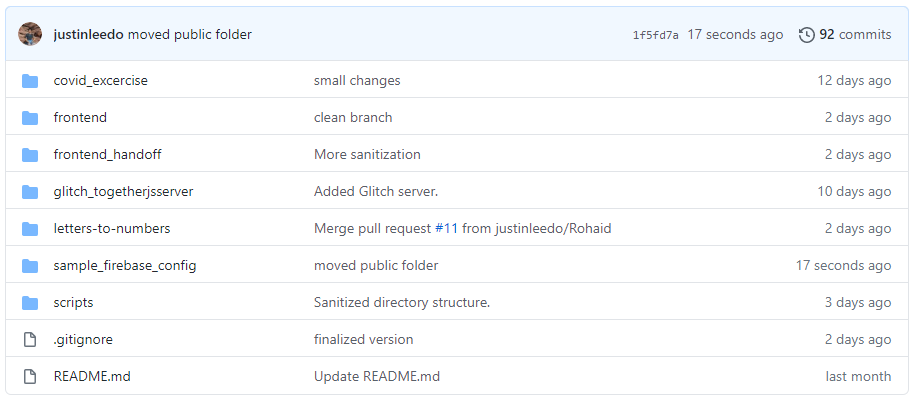 justinleedo moved public folder 1f5fd7a 17 seconds ago 92 commits
covid_excercise small changes 12 days ago
frontend clean branch 2 days ago
frontend_handoff More sanitization 2 days ago
glitch_togetherjsserver Added Glitch server. 10 days ago
letters-to-numbers Merge pull request #11 from justinleedo/Rohaid 2 days ago
sample_firebase_config moved public folder 17 seconds ago
scripts Sanitized directory structure. 3 days ago
.gitignore finalized version 2 days ago
README.md Update README.md last month